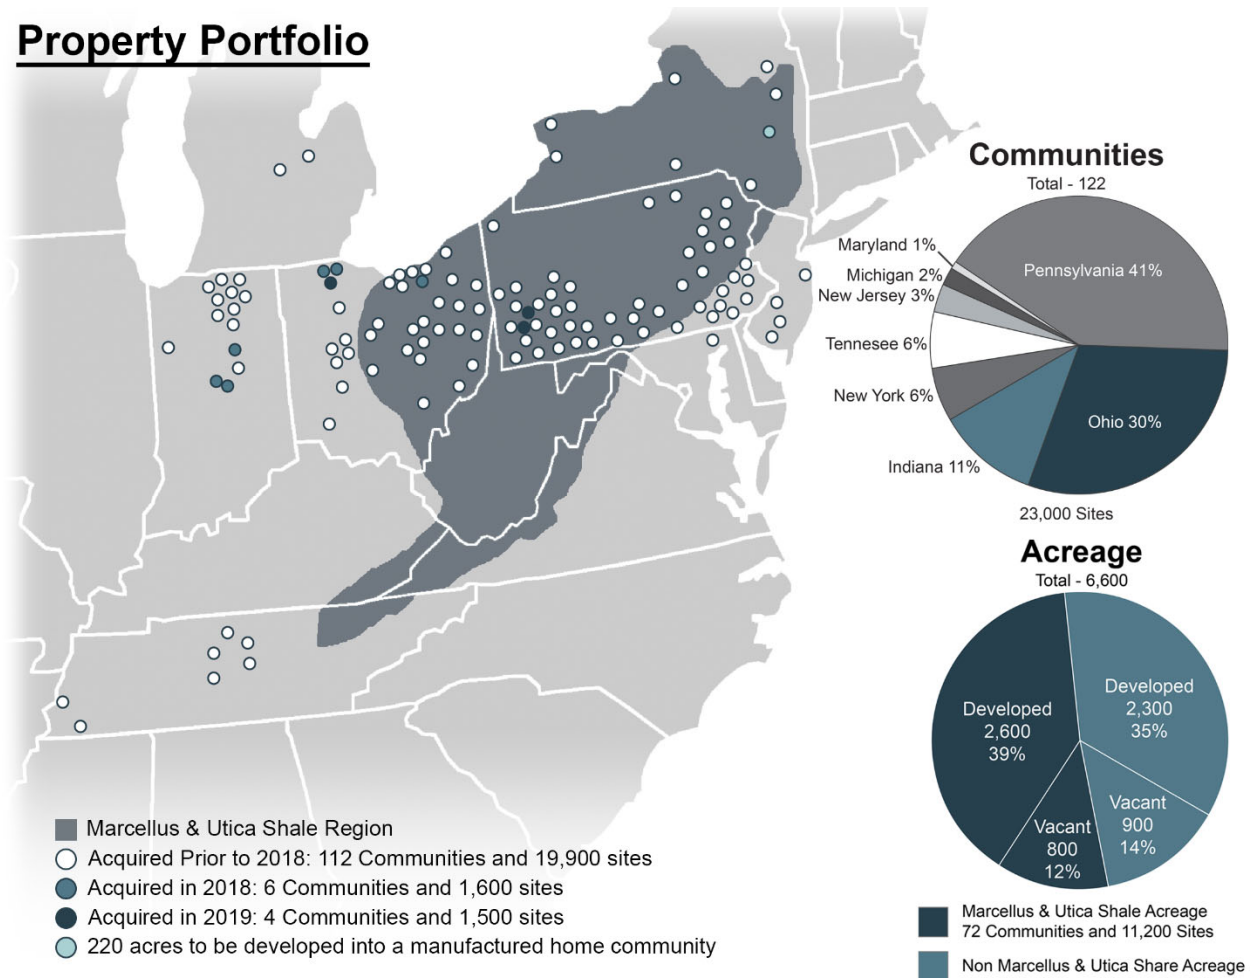 Property Portfolio
Communities
Total - 122
Maryland 1%
Michigan 2%
New Jersey 3%
Tennesee 6%
New York 6%
Indiana 11%
Pennsylvania 41%
Ohio 30%
23,000 Sites
Acreage
Total - 6,600
Developed
2,600
39%
Developed
2,300
35%
Vacant
800
12%
Vacant
900
14%
Marcellus & Utica Shale Acreage
72 Communities and 11,200 Sites
Non Marcellus & Utica Share Acreage
Marcellus & Utica Shale Region
Acquired Prior to 2018: 112 Communities and 19,900 sites
Acquired in 2018: 6 Communities and 1,600 sites
Acquired in 2019: 4 Communities and 1,500 sites
220 acres to be developed into a manufactured home community